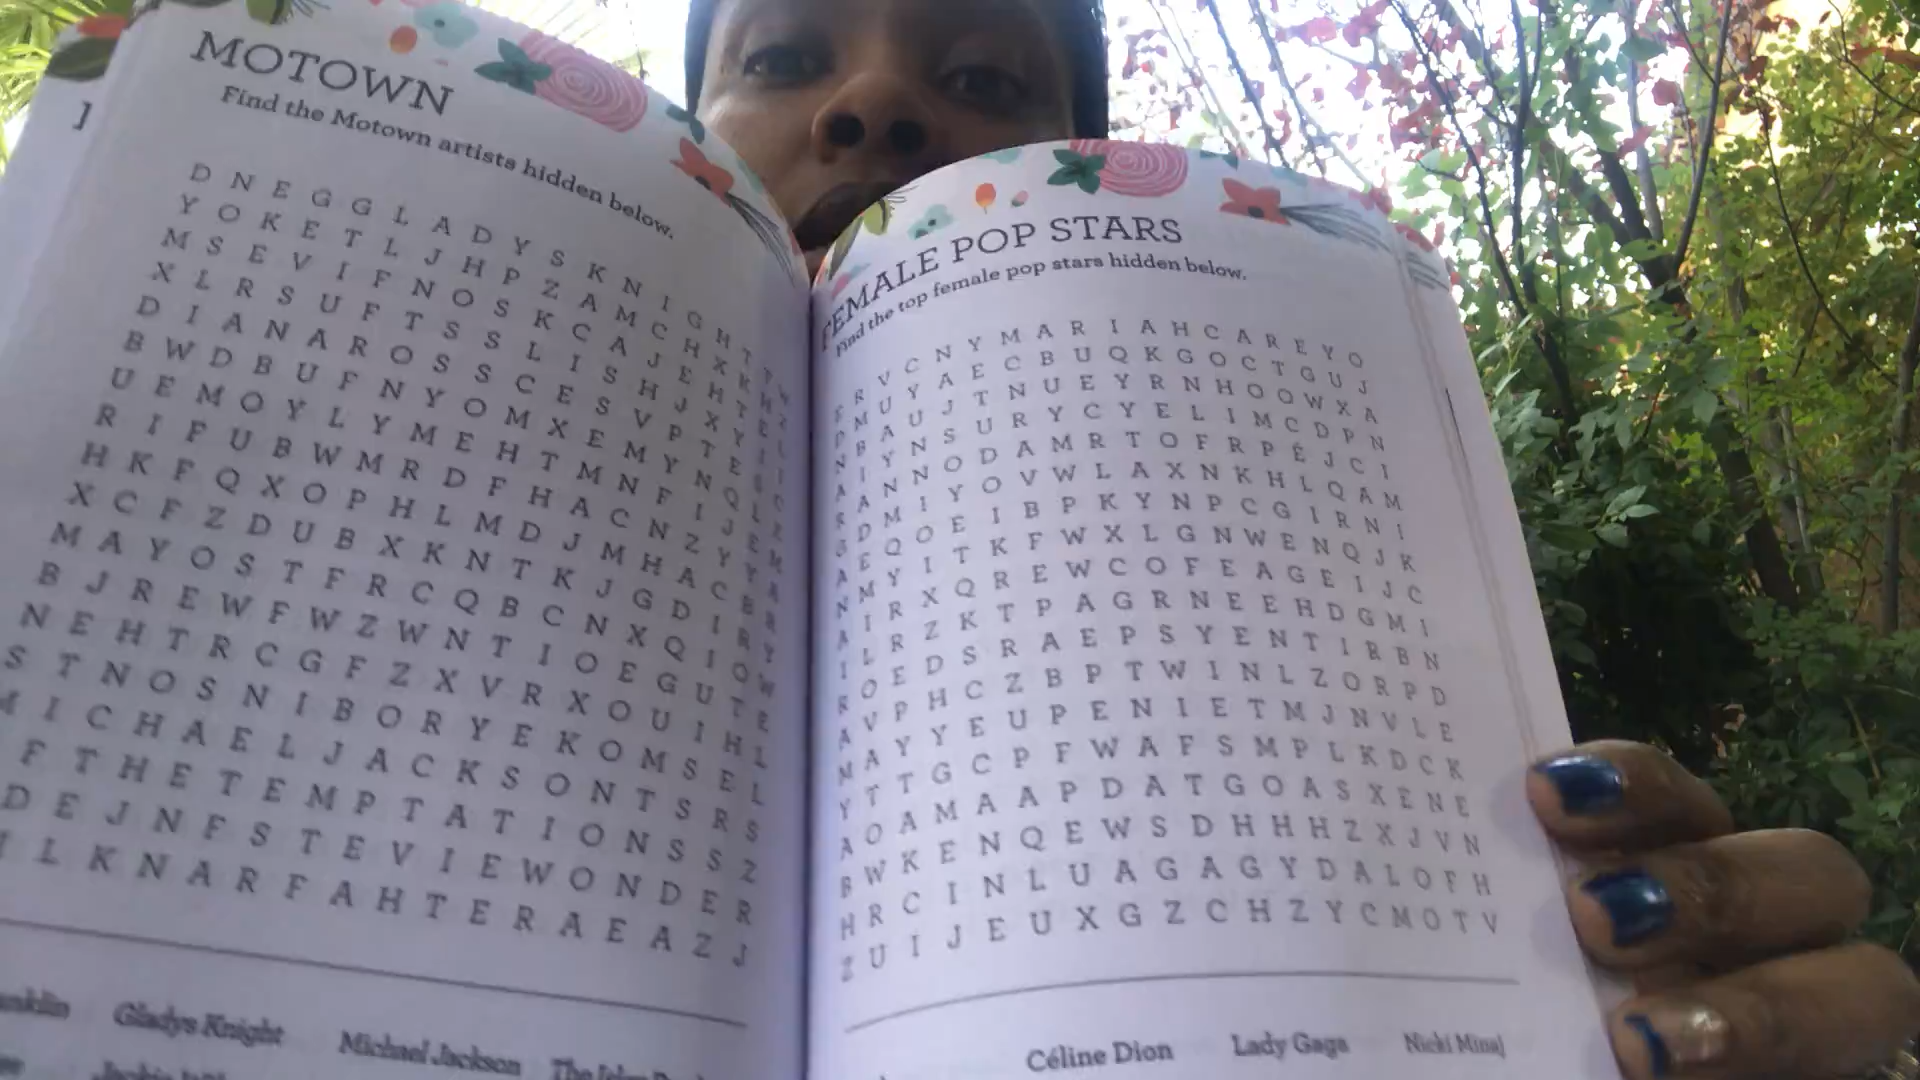 MOTOWN
Find the Motown artists hidden below.
D N E G G L A D Y S K N I G H T
Y O K E T L J H P Z A M C H X K
M S E V I F N O S K C A J E H T
X L R S U F T S S L I S H J X Y
D I A N A R O S S C E S V P T E
B W D B U F N Y O M X E M Y N Q
U E M O Y L Y M E H T M N F I J E
R I F U B W M R D F H A C N Z Y Y
H K F Q X O P H L M D J M H A C B R
X C F Z D U B X K N T K J G D I R Y
M A Y O S T F R C Q B C N X Q I O W
B J R E W F W Z W N T I O E G U T E
N E H T R C G F Z X V R X O U I H L
S T N O S N I B O R Y E K O M S E L
M I C H A E L J A C K S O N T S R S
F T H E T E M P T A T I O N S S Z
D E J N F S T E V I E W O N D E R
L K N A R F A H T E R A E A Z J
Gladys Knight Michael Jackson
FEMALE POP STARS
Find the top female pop stars hidden below.
R V C N Y M A R I A H C A R E Y O
M U Y A E C B U Q K G O C T G U J
B A U J T N U E Y R N H O O W X A
I Y N S U R Y C Y E L I M C D P N
A N N O D A M R T O F R P E J C I
D M I Y O V W L A X N K H L Q A M
E Q O E I B P K Y N P C G I R N I
M Y I T K F W X L G N W E N Q J K
I R X Q R E W C O F E A G E I J C
L R Z K T P A G R N E E H D G M I
O E D S R A E P S Y E N T I R B N
A V P H C Z B P T W I N L Z O R P D
M A Y Y E U P E N I E T M J N V L E
Y T T G C P F W A F S M P L K D C K
A O A M A A P D A T G O A S X E N E
B W K E N Q E W S D H H H Z X J V N
H R C I N L U A G A G Y D A L O F H
Z U I J E U X G Z C H Z Y C M O T V
Céline Dion Lady Gaga Nicki Minaj